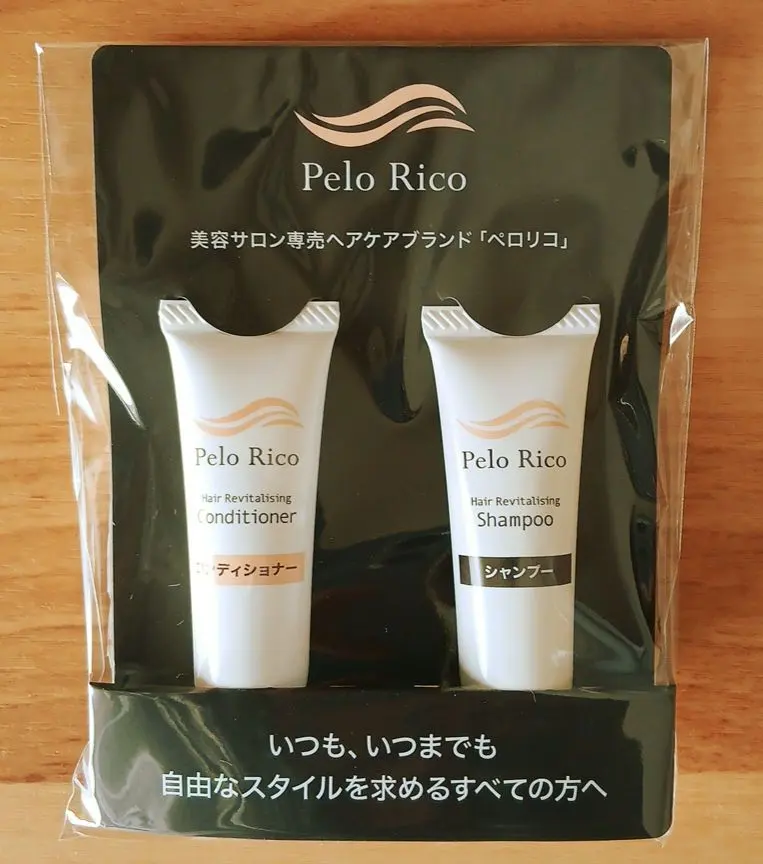 Pelo Rico
美容サロン専売ヘアケアブランド「ペロリコ」
Pelo Rico
Hair Revitalising
Conditioner
コンディショナー
Pelo Rico
Hair Revitalising
Shampoo
シャンプー
いつも、いつまでも
自由なスタイルを求めるすべての方へ